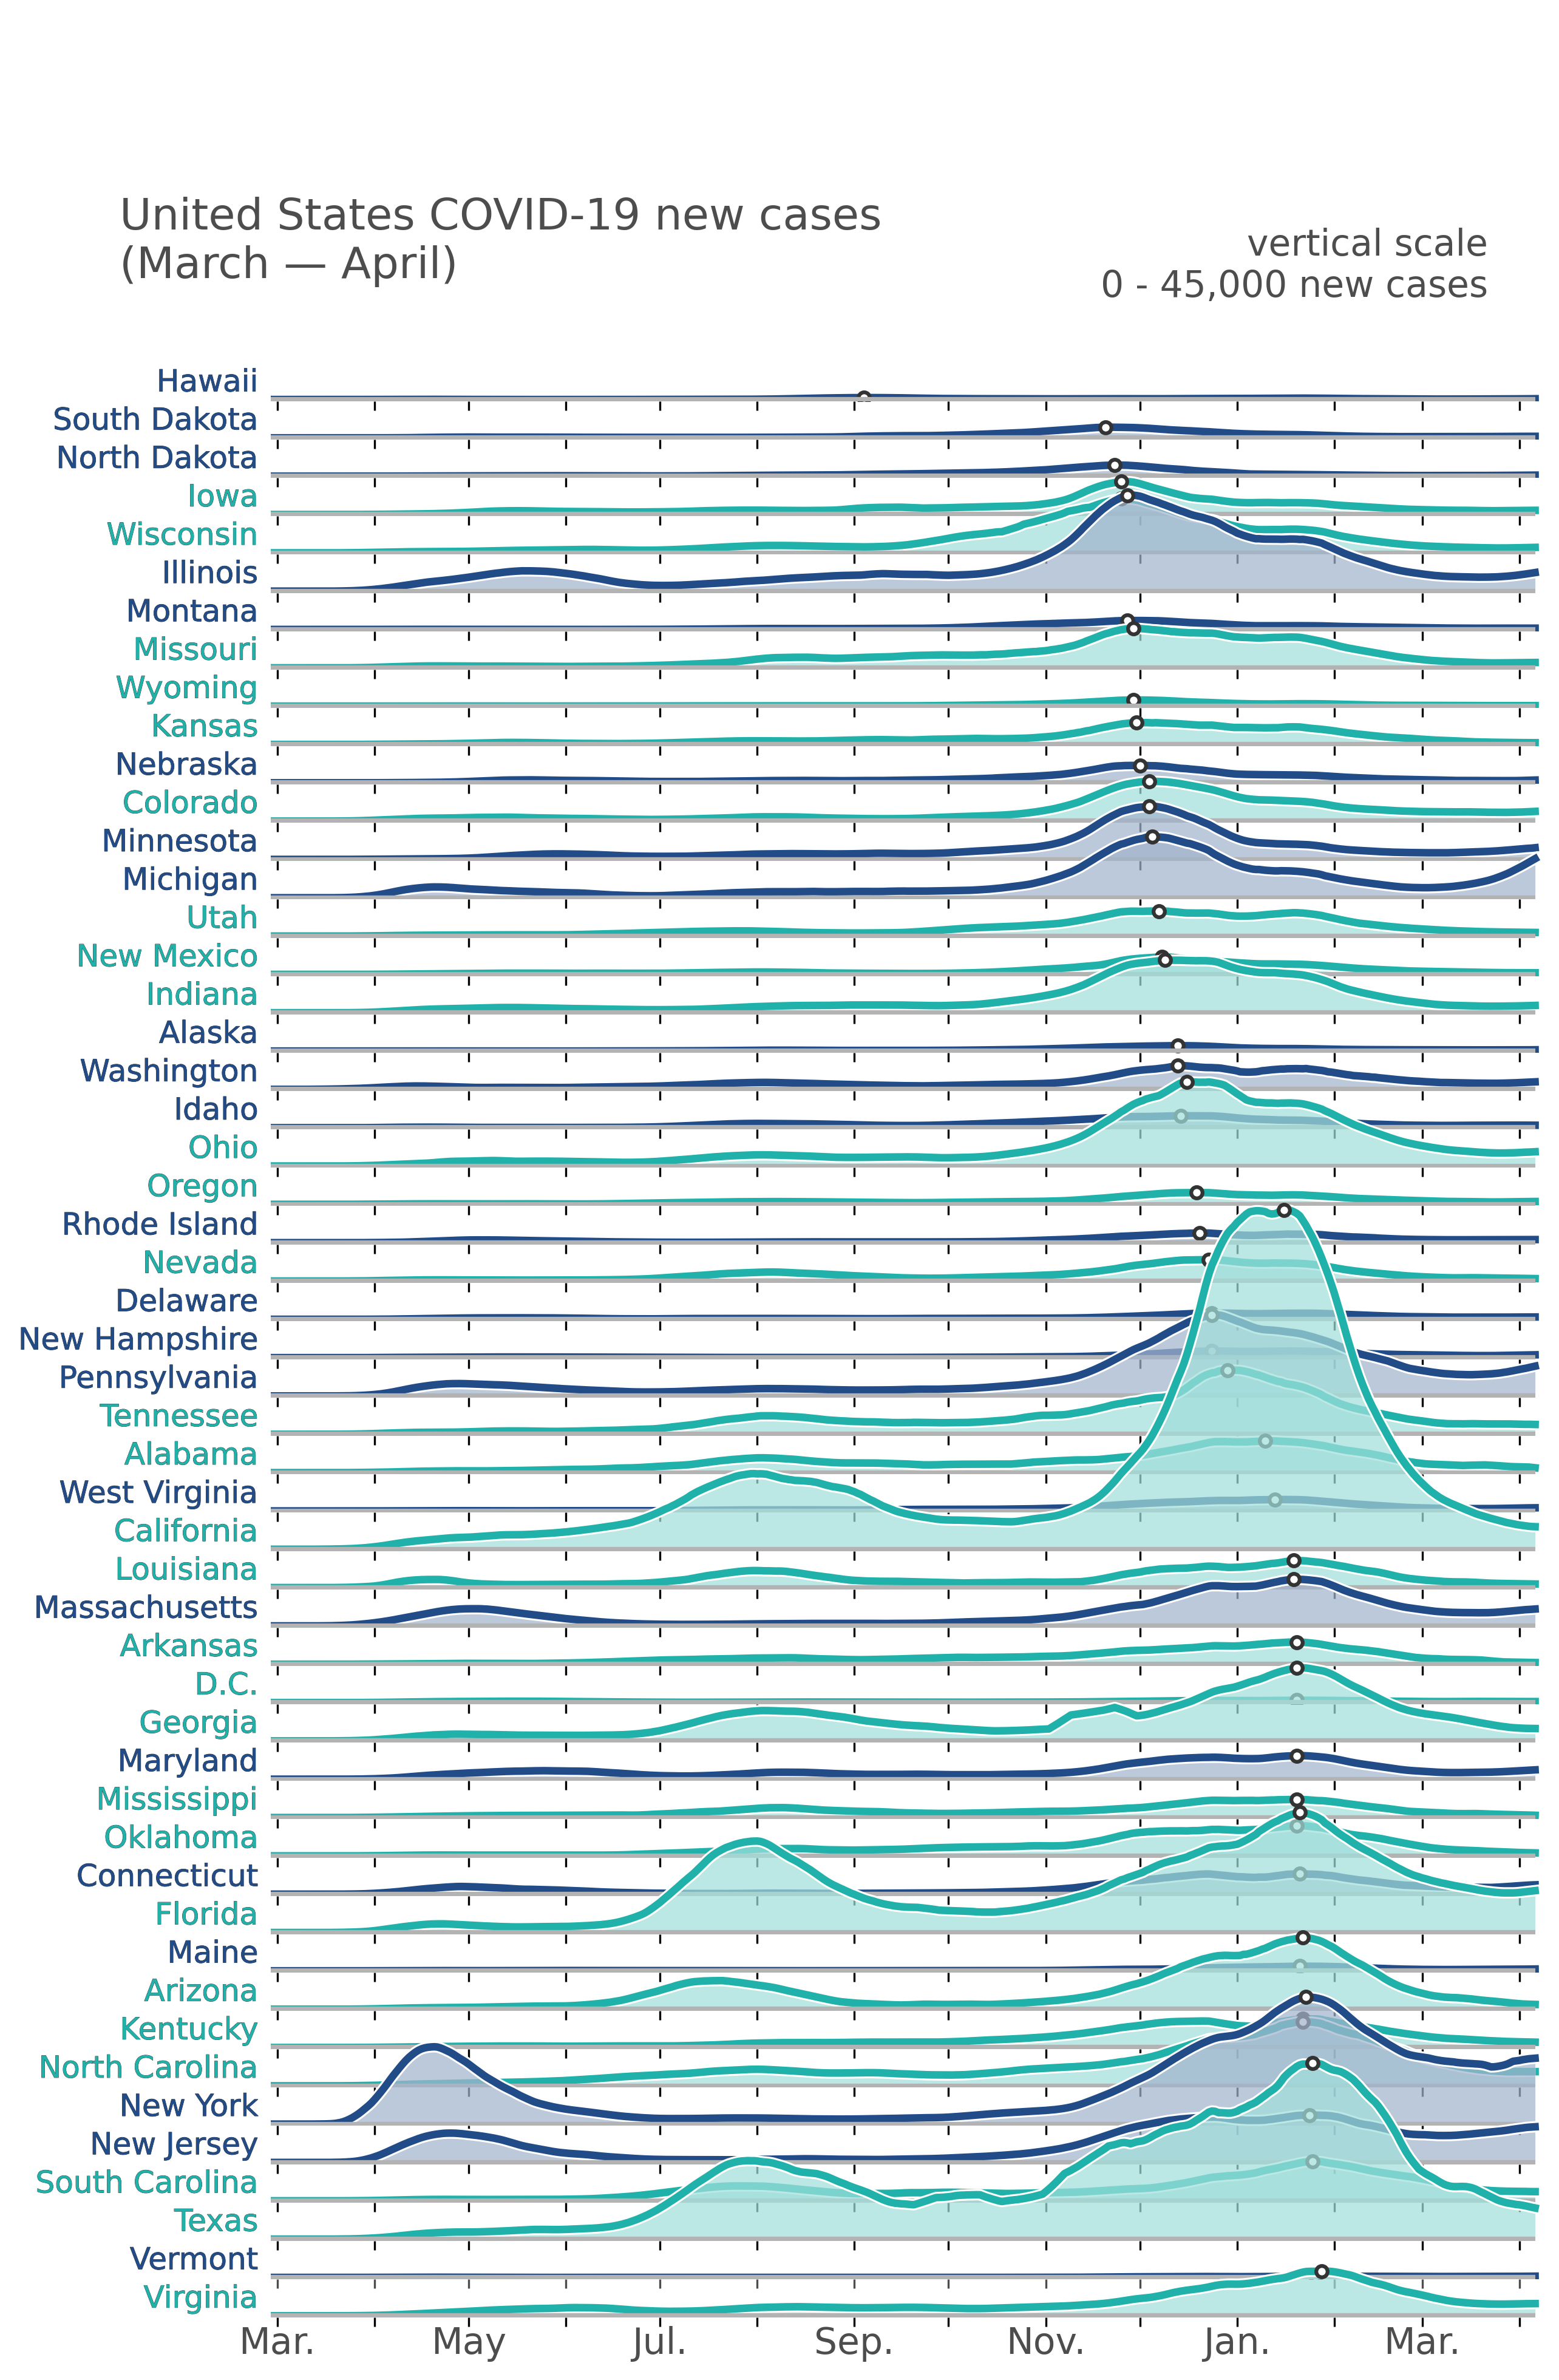 United States COVID-19 new cases
(March — April)
vertical scale
0 - 45,000 new cases
Hawaii
South Dakota
North Dakota
Iowa
Wisconsin
Illinois
Montana
Missouri
Wyoming
Kansas
Nebraska
Colorado
Minnesota
Michigan
Utah
New Mexico
Indiana
Alaska
Washington
Idaho
Ohio
Oregon
Rhode Island
Nevada
Delaware
New Hampshire
Pennsylvania
Tennessee
Alabama
West Virginia
California
Louisiana
Massachusetts
Arkansas
D.C.
Georgia
Maryland
Mississippi
Oklahoma
Connecticut
Florida
Maine
Arizona
Kentucky
North Carolina
New York
New Jersey
South Carolina
Texas
Vermont
Virginia
Mar. May Jul. Sep. Nov. Jan. Mar.